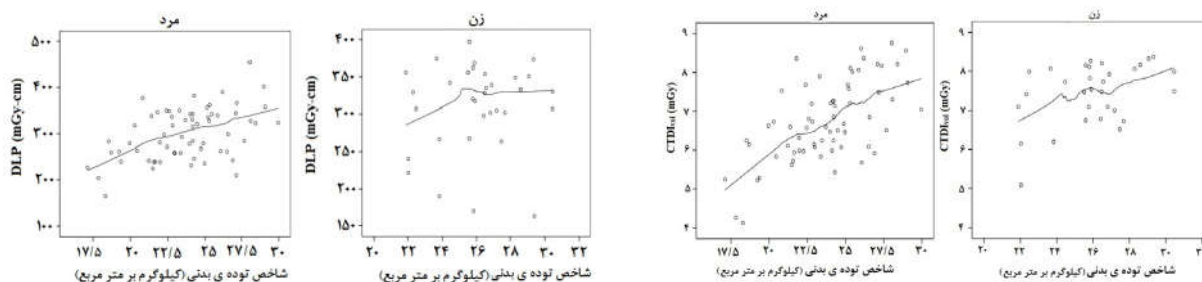 مرد
DLP (mGy-cm)
۵۰۰
۴۰۰
۳۰۰
۲۰۰
۱۰۰
۱۷/۵ ۲۰ ۲۲/۵ ۲۵ ۲۷/۵ ۳۰
شاخص توده ی بدنی (کیلوگرم بر متر مربع)
زن
DLP (mGy-cm)
۴۰۰
۳۵۰
۳۰۰
۲۵۰
۲۰۰
۱۵۰
۲۰ ۲۲ ۲۴ ۲۶ ۲۸ ۳۰ ۳۲
شاخص توده ی بدنی (کیلوگرم بر متر مربع)
مرد
CTDIvol (mGy)
۹
۸
۷
۶
۵
۴
۱۷/۵ ۲۰ ۲۲/۵ ۲۵ ۲۷/۵ ۳۰
شاخص توده ی بدنی (کیلوگرم بر متر مربع)
زن
CTDIvol (mGy)
۹
۸
۷
۶
۵
۴
۲۰ ۲۲ ۲۴ ۲۶ ۲۸ ۳۰
شاخص توده ی بدنی (کیلوگرم بر متر مربع)